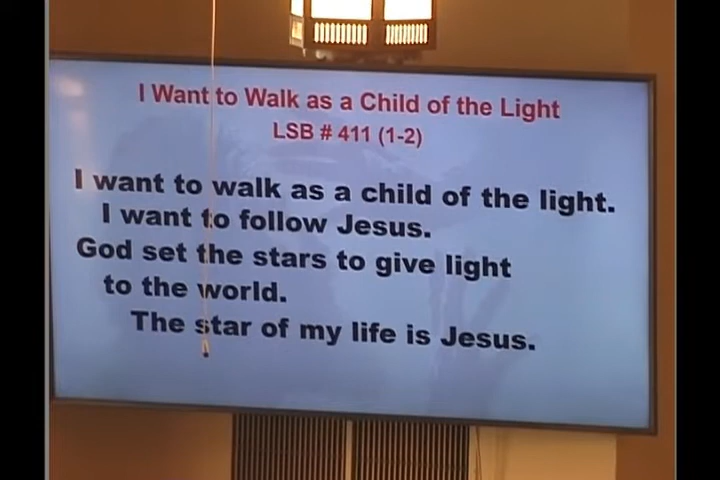 I Want to Walk as a Child of the Light
LSB # 411 (1-2)
I want to walk as a child of the light.
I want to follow Jesus.
God set the stars to give light
to the world.
The star of my life is Jesus.